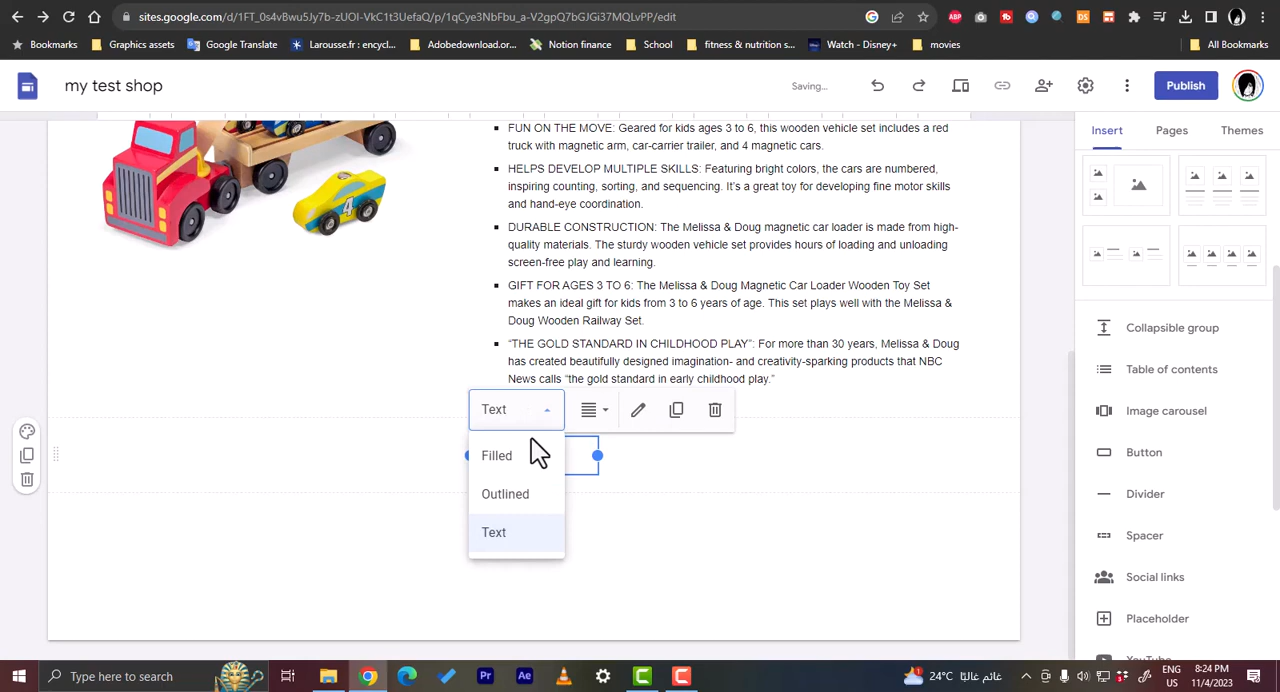 sites.google.com/d/1FT_0s4vBwu5Jy7b-zUOI-VkC1t3UefaQ/p/1qCye3NbFbu_a-V2gpQ7bGJGi37MQLvPP/edit
ABP
DS
Bookmarks
Graphics assets
Google Translate
Larousse.fr : encycl...
Adobedownload.or...
Notion finance
School
fitness & nutrition s...
Watch - Disney+
movies
All Bookmarks
my test shop
Saving...
Publish
Insert
Pages
Themes
FUN ON THE MOVE: Geared for kids ages 3 to 6, this wooden vehicle set includes a red
truck with magnetic arm, car-carrier trailer, and 4 magnetic cars.
HELPS DEVELOP MULTIPLE SKILLS: Featuring bright colors, the cars are numbered,
inspiring counting, sorting, and sequencing. It's a great toy for developing fine motor skills
and hand-eye coordination.
4
DURABLE CONSTRUCTION: The Melissa & Doug magnetic car loader is made from high-
quality materials. The sturdy wooden vehicle set provides hours of loading and unloading
screen-free play and learning.
GIFT FOR AGES 3 TO 6: The Melissa & Doug Magnetic Car Loader Wooden Toy Set
makes an ideal gift for kids from 3 to 6 years of age. This set plays well with the Melissa &
Doug Wooden Railway Set.
"THE GOLD STANDARD IN CHILDHOOD PLAY": For more than 30 years, Melissa & Doug
has created beautifully designed imagination- and creativity-sparking products that NBC
News calls "the gold standard in early childhood play."
Text
Filled
Outlined
Text
Collapsible group
Table of contents
Image carousel
Button
Divider
Spacer
Social links
Placeholder
Type here to search
Pr
Ae
24°C
غائم غالبًا
ENG
US
8:24 PM
11/4/2023